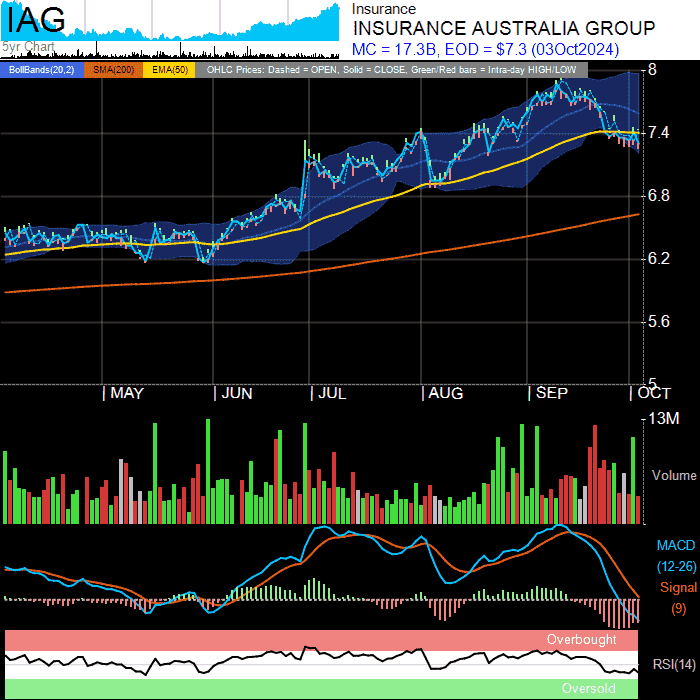 IAG
5yr Chart
Insurance
INSURANCE AUSTRALIA GROUP
MC = 17.3B, EOD = $7.3 (03Oct2024)
BollBands(20,2) SMA(200) EMA(50) OHLC Prices: Dashed = OPEN, Solid = CLOSE, Green/Red bars = Intra-day HIGH/LOW
8
7.4
6.8
6.2
5.6
5
MAY JUN JUL AUG SEP OCT
13M
Volume
MACD
(12-26)
Signal
(9)
Overbought
RSI(14)
Oversold